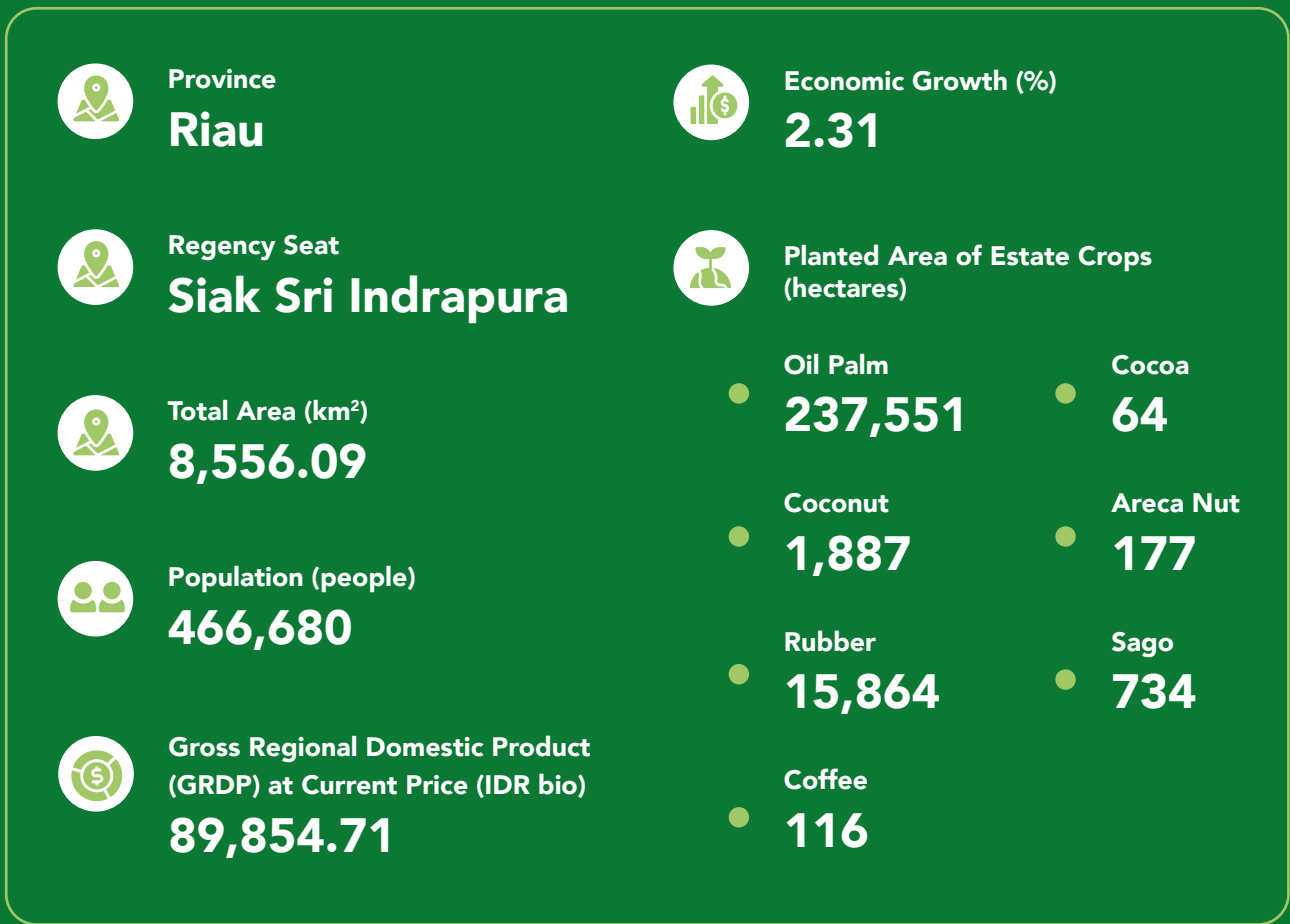 Province
Riau
Regency Seat
Siak Sri Indrapura
Total Area (km²)
8,556.09
Population (people)
466,680
Gross Regional Domestic Product
(GRDP) at Current Price (IDR bio)
89,854.71
Economic Growth (%)
2.31
Planted Area of Estate Crops
(hectares)
Oil Palm
237,551
Cocoa
64
Coconut
1,887
Areca Nut
177
Rubber
15,864
Sago
734
Coffee
116